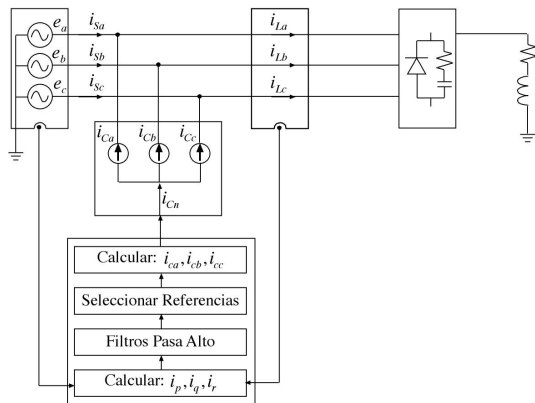 e_a i_Sa i_La
e_b i_Sb i_Lb
e_c i_Sc i_Lc
i_Ca i_Cb i_Cc
i_Cn
Calcular: i_ca, i_cb, i_cc
Seleccionar Referencias
Filtros Pasa Alto
Calcular: i_p, i_q, i_r